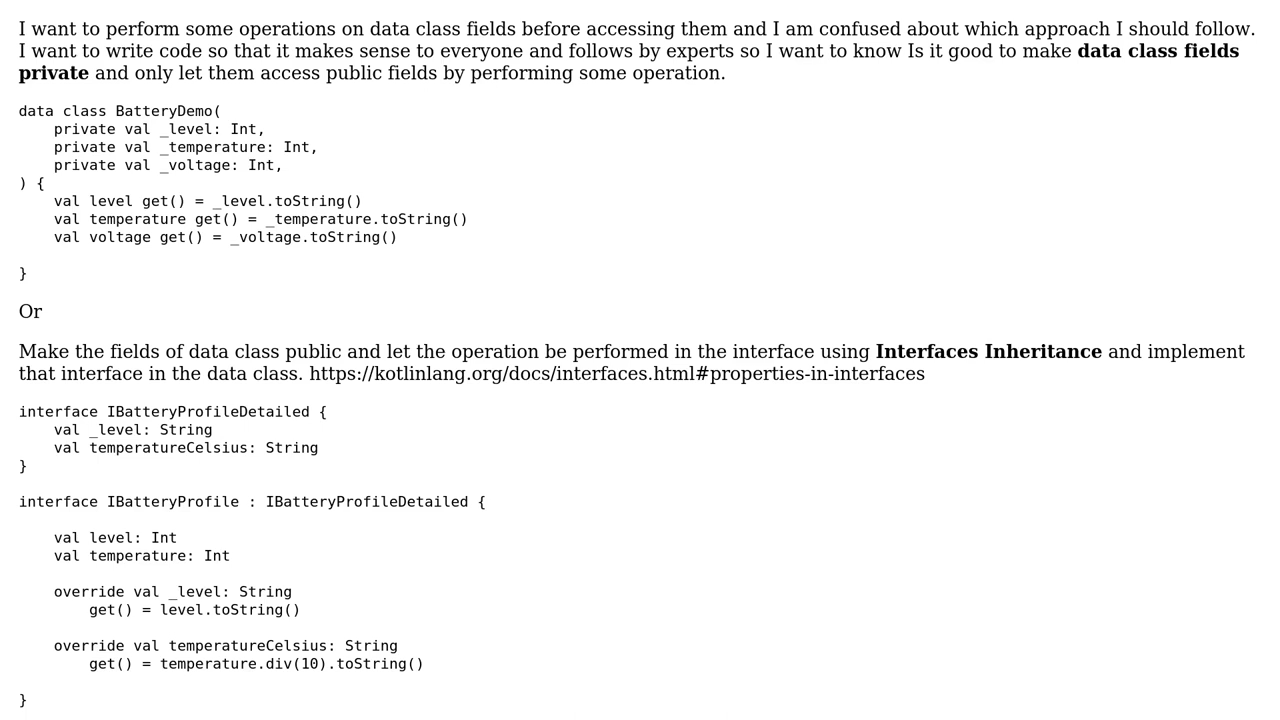 I want to perform some operations on data class fields before accessing them and I am confused about which approach I should follow.
I want to write code so that it makes sense to everyone and follows by experts so I want to know Is it good to make data class fields
private and only let them access public fields by performing some operation.
data class BatteryDemo(
    private val _level: Int,
    private val _temperature: Int,
    private val _voltage: Int,
) {
    val level get() = _level.toString()
    val temperature get() = _temperature.toString()
    val voltage get() = _voltage.toString()

}
Or
Make the fields of data class public and let the operation be performed in the interface using Interfaces Inheritance and implement
that interface in the data class. https://kotlinlang.org/docs/interfaces.html#properties-in-interfaces
interface IBatteryProfileDetailed {
    val _level: String
    val temperatureCelsius: String
}

interface IBatteryProfile : IBatteryProfileDetailed {

    val level: Int
    val temperature: Int

    override val _level: String
        get() = level.toString()

    override val temperatureCelsius: String
        get() = temperature.div(10).toString()

}